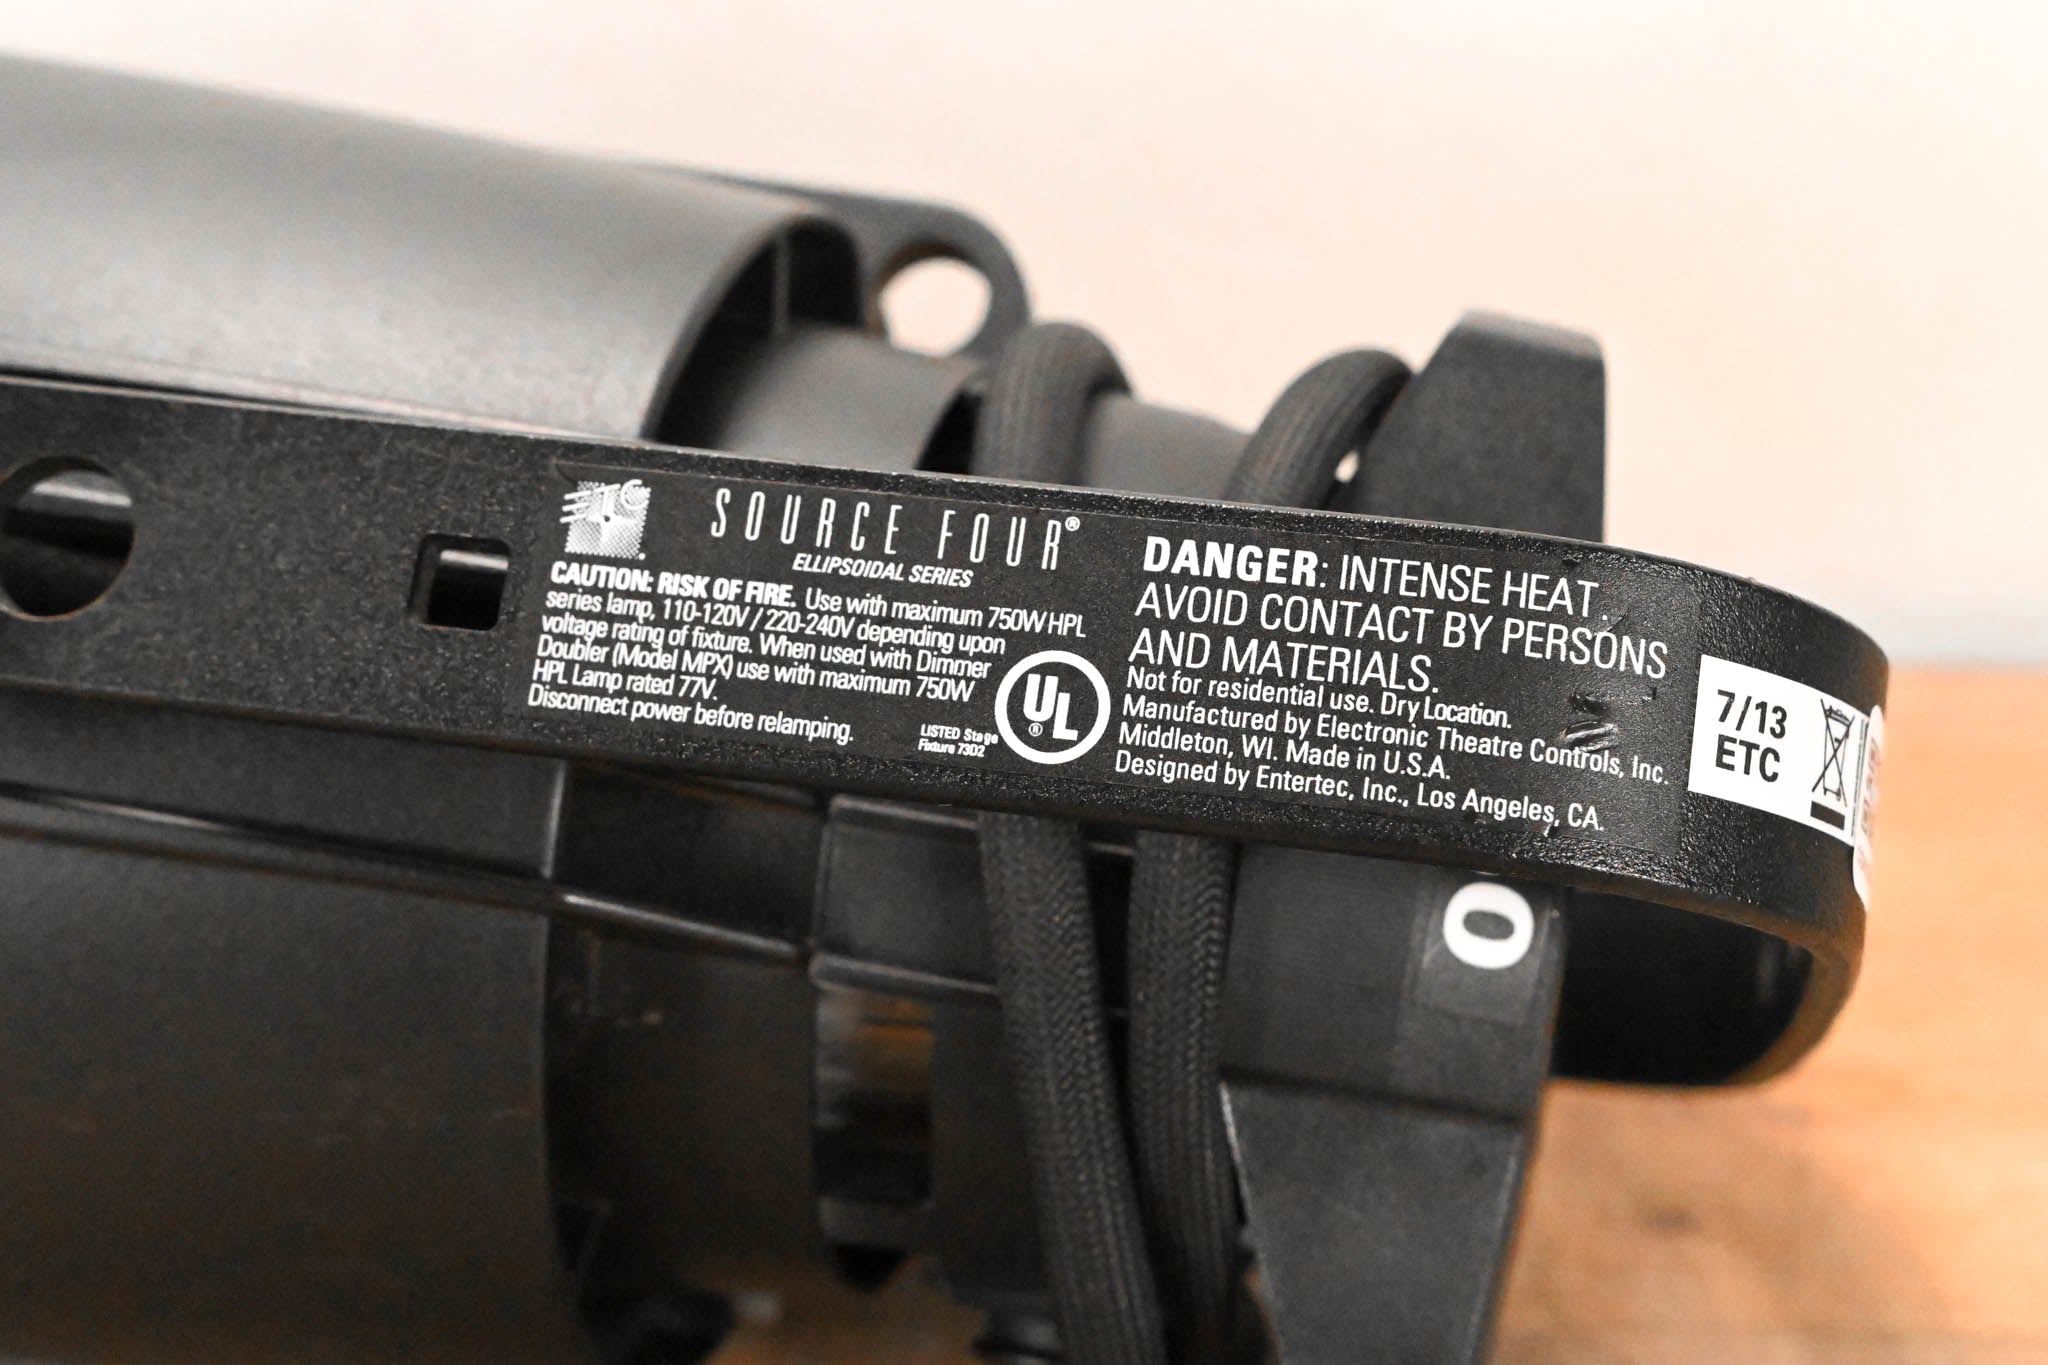 ETC
SOURCE FOUR®
ELLIPSOIDAL SERIES
CAUTION: RISK OF FIRE. Use with maximum 750W HPL
series lamp, 110-120V / 220-240V depending upon
voltage rating of fixture. When used with Dimmer
Doubler (Model MPX) use with maximum 750W
HPL Lamp rated 77V.
Disconnect power before relamping.
LISTED Stage
Fixture 73D2
UL
®
DANGER: INTENSE HEAT.
AVOID CONTACT BY PERSONS
AND MATERIALS.
Not for residential use. Dry Location.
Manufactured by Electronic Theatre Controls, Inc.
Middleton, WI. Made in U.S.A.
Designed by Entertec, Inc., Los Angeles, CA.
7/13
ETC
0